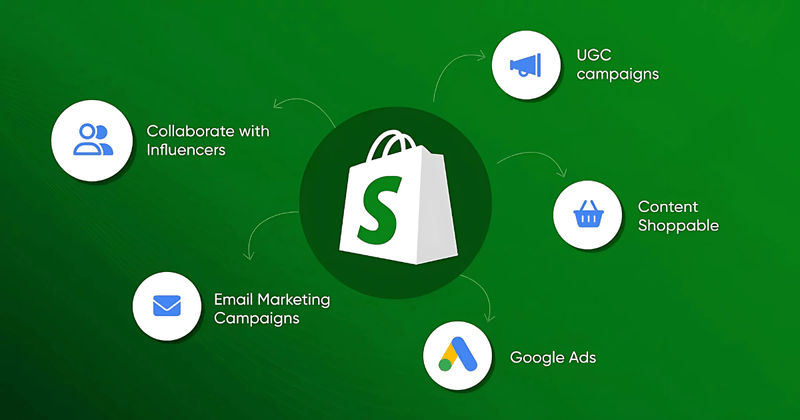 UGC
campaigns
Collaborate with
Influencers
S
Content
Shoppable
Email Marketing
Campaigns
Google Ads